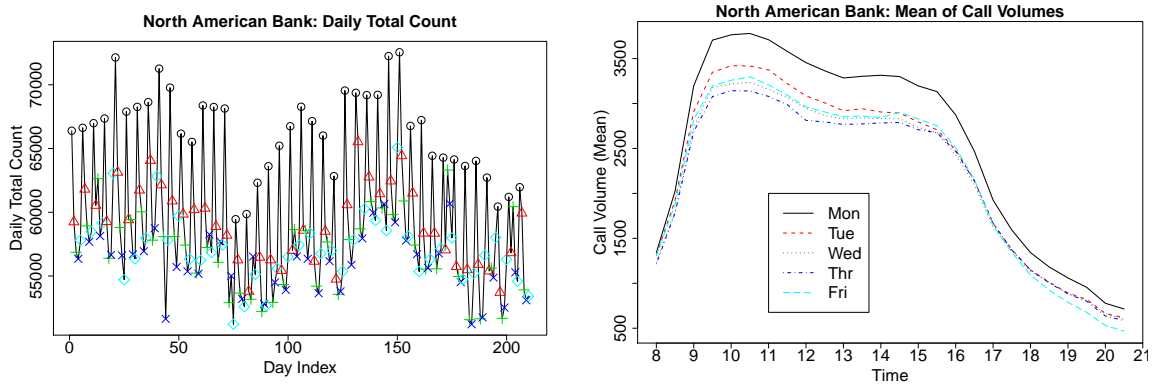 North American Bank: Daily Total Count
Daily Total Count
70000
65000
60000
55000
0 50 100 150 200
Day Index
North American Bank: Mean of Call Volumes
Call Volume (Mean)
3500
2500
1500
500
Mon
Tue
Wed
Thr
Fri
8 9 10 11 12 13 14 15 16 17 18 19 20 21
Time